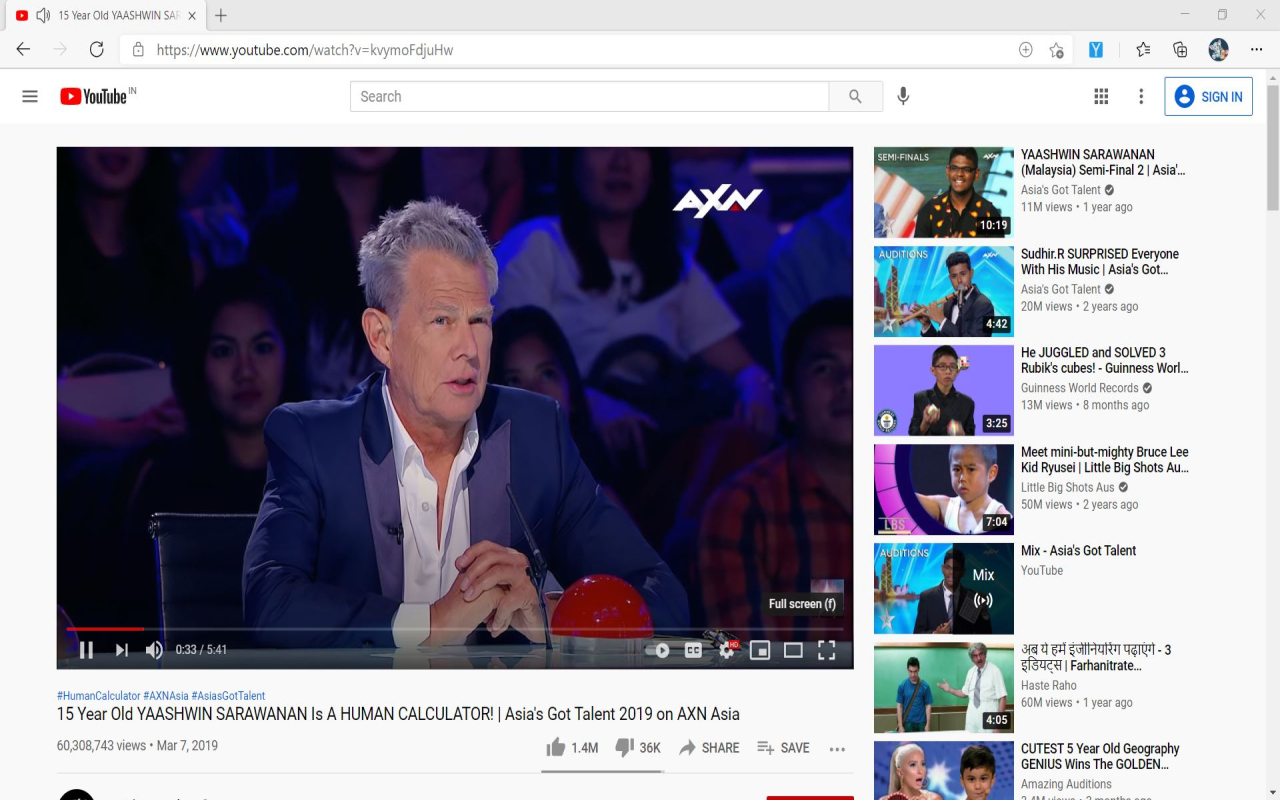 15 Year Old YAASHWIN SAR
https://www.youtube.com/watch?v=kvymoFdjuHw
YouTube IN
Search
SIGN IN
AXN
Full screen (f)
0:33 / 5:41
CC
HD
#HumanCalculator #AXNAsia #AsiasGotTalent
15 Year Old YAASHWIN SARAWANAN Is A HUMAN CALCULATOR! | Asia's Got Talent 2019 on AXN Asia
60,308,743 views • Mar 7, 2019
1.4M
36K
SHARE
SAVE
SEMI-FINALS
AXN
10:19
YAASHWIN SARAWANAN
(Malaysia) Semi-Final 2 | Asia'...
Asia's Got Talent
11M views • 1 year ago
AUDITIONS
AXN
4:42
Sudhir.R SURPRISED Everyone
With His Music | Asia's Got...
Asia's Got Talent
20M views • 2 years ago
3:25
He JUGGLED and SOLVED 3
Rubik's cubes! - Guinness Worl...
Guinness World Records
13M views • 8 months ago
LBS
7:04
Meet mini-but-mighty Bruce Lee
Kid Ryusei | Little Big Shots Au...
Little Big Shots Aus
50M views • 2 years ago
AUDITIONS
Mix
Mix - Asia's Got Talent
YouTube
4:05
अब ये हमें इंजीनियरिंग पढ़ाएंगे - 3
इडियट्स | Farhanitrate...
Haste Raho
60M views • 1 year ago
CUTEST 5 Year Old Geography
GENIUS Wins The GOLDEN...
Amazing Auditions